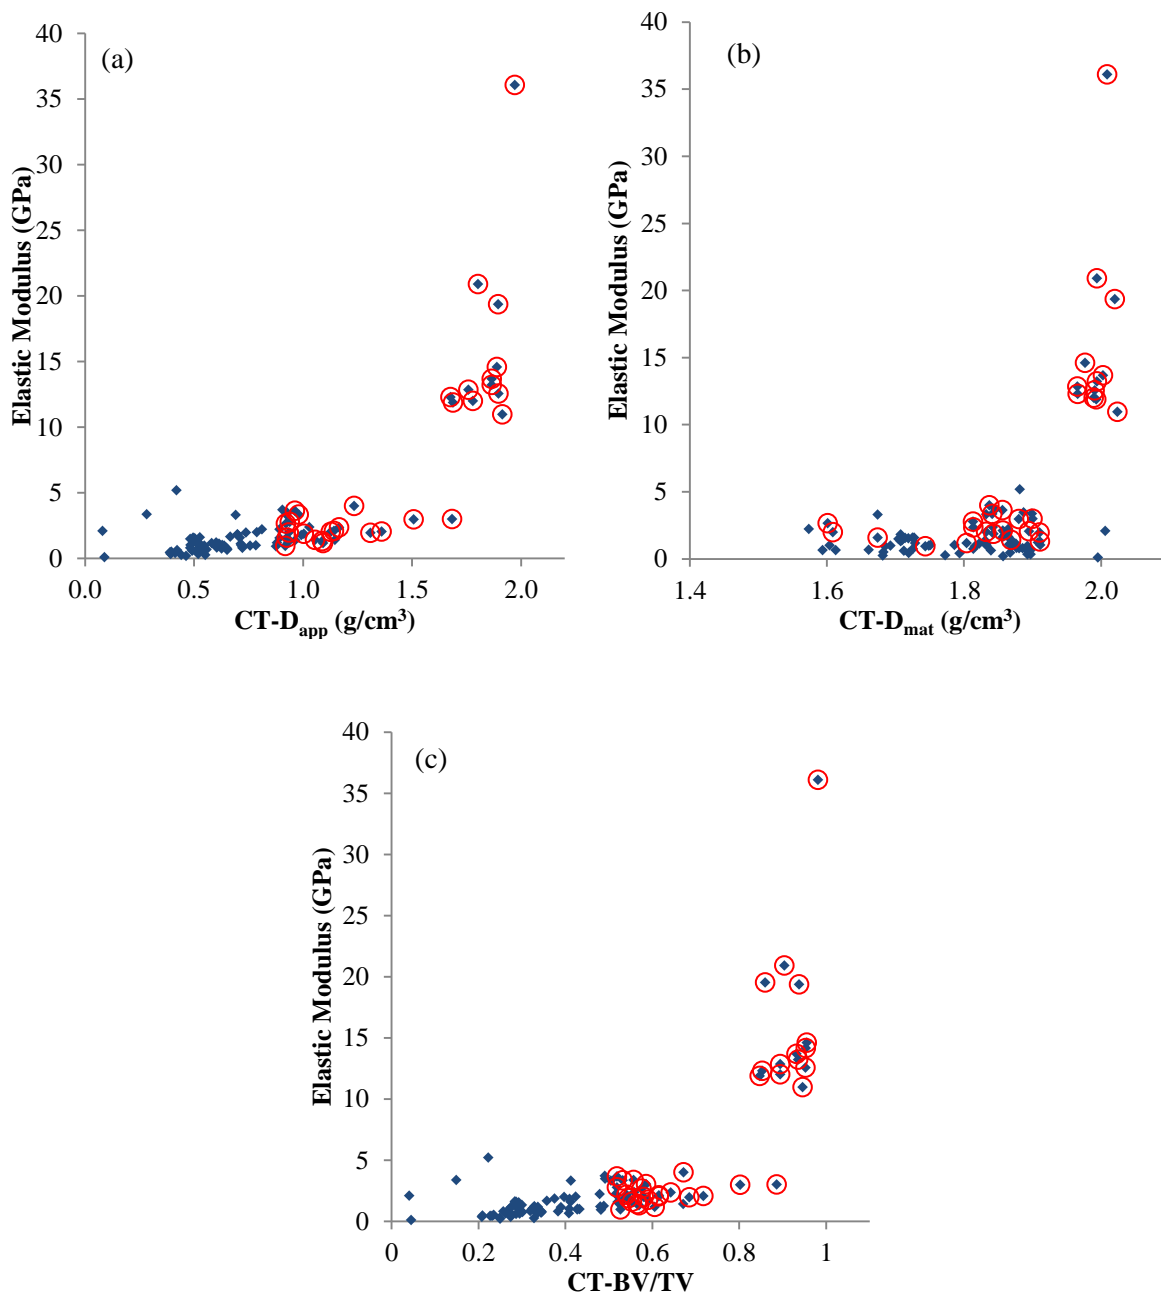 (a)
40
35
30
25
20
15
10
5
0
Elastic Modulus (GPa)
0.0 0.5 1.0 1.5 2.0
CT-Dapp (g/cm³)
(b)
40
35
30
25
20
15
10
5
0
Elastic Modulus (GPa)
1.4 1.6 1.8 2.0
CT-Dmat (g/cm³)
(c)
40
35
30
25
20
15
10
5
0
Elastic Modulus (GPa)
0 0.2 0.4 0.6 0.8 1
CT-BV/TV